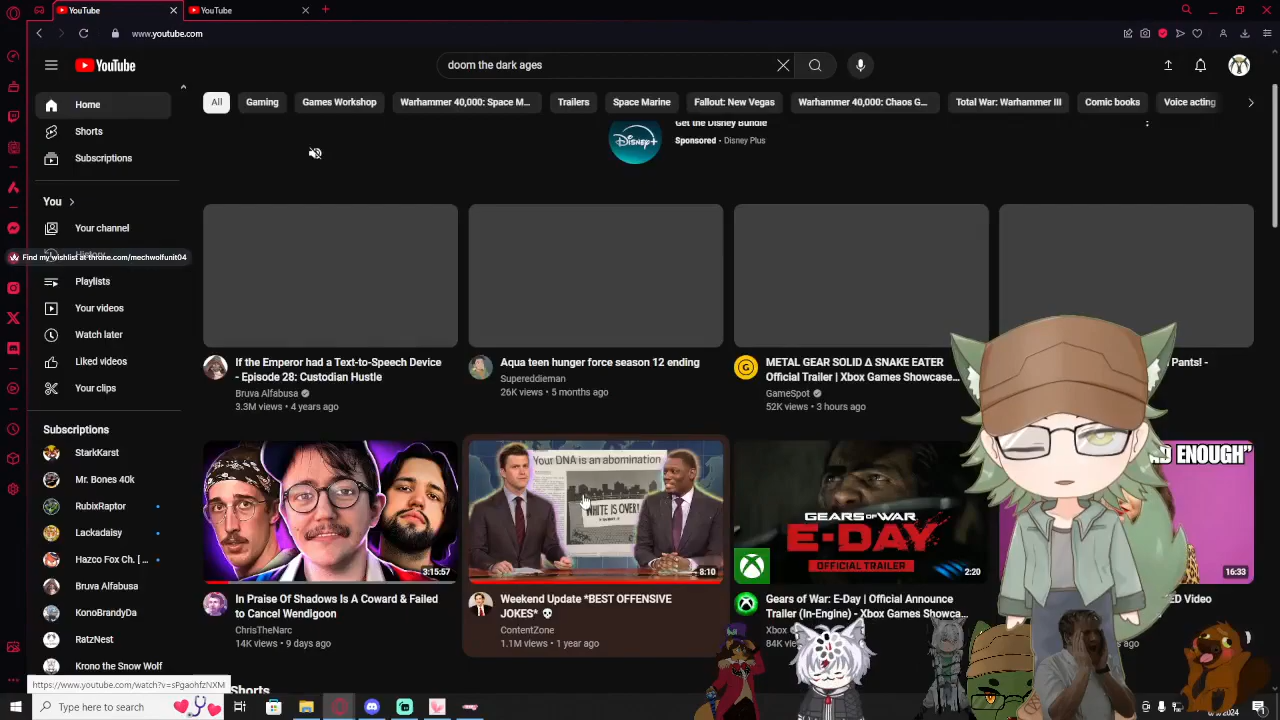 YouTube
YouTube
www.youtube.com
YouTube
doom the dark ages
Home
Shorts
Subscriptions
You
Your channel
Find my wishlist at throne.com/mechwolfunit04
Playlists
Your videos
Watch later
Liked videos
Your clips
Subscriptions
StarkKarst
Mr. Bones 40k
RubixRaptor
Lackadaisy
Hazco Fox Ch. [ ...
Bruva Alfabusa
KonoBrandyDa
RatzNest
Krono the Snow Wolf
All
Gaming
Games Workshop
Warhammer 40,000: Space M...
Trailers
Space Marine
Fallout: New Vegas
Warhammer 40,000: Chaos G...
Total War: Warhammer III
Comic books
Voice acting
Get the Disney Bundle
Disney+
Sponsored · Disney Plus
If the Emperor had a Text-to-Speech Device
- Episode 28: Custodian Hustle
Bruva Alfabusa
3.3M views • 4 years ago
Aqua teen hunger force season 12 ending
Supereddieman
26K views • 5 months ago
METAL GEAR SOLID Δ SNAKE EATER
Official Trailer | Xbox Games Showcase...
GameSpot
52K views • 3 hours ago
Pants! -
3:15:57
In Praise Of Shadows Is A Coward & Failed
to Cancel Wendigoon
ChrisTheNarc
14K views • 9 days ago
Your DNA is an abomination
WHITE IS OVER
8:10
Weekend Update *BEST OFFENSIVE
JOKES* 💀
ContentZone
1.1M views • 1 year ago
GEARS OF WAR
E-DAY
OFFICIAL TRAILER
2:20
Gears of War: E-Day | Official Announce
Trailer (In-Engine) - Xbox Games Showca...
Xbox
84K
ENOUGH"
16:33
Video
ago
Shorts
https://www.youtube.com/watch?v=sPgaohfzNXM
Type here to search